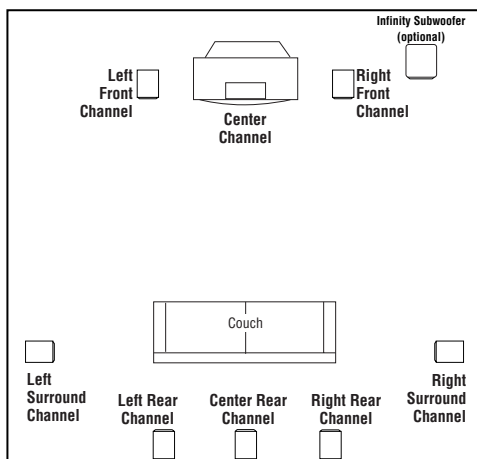 Infinity Subwoofer
(optional)
Left
Front
Channel
Right
Front
Channel
Center
Channel
Couch
Left
Surround
Channel
Left Rear
Channel
Center Rear
Channel
Right Rear
Channel
Right
Surround
Channel